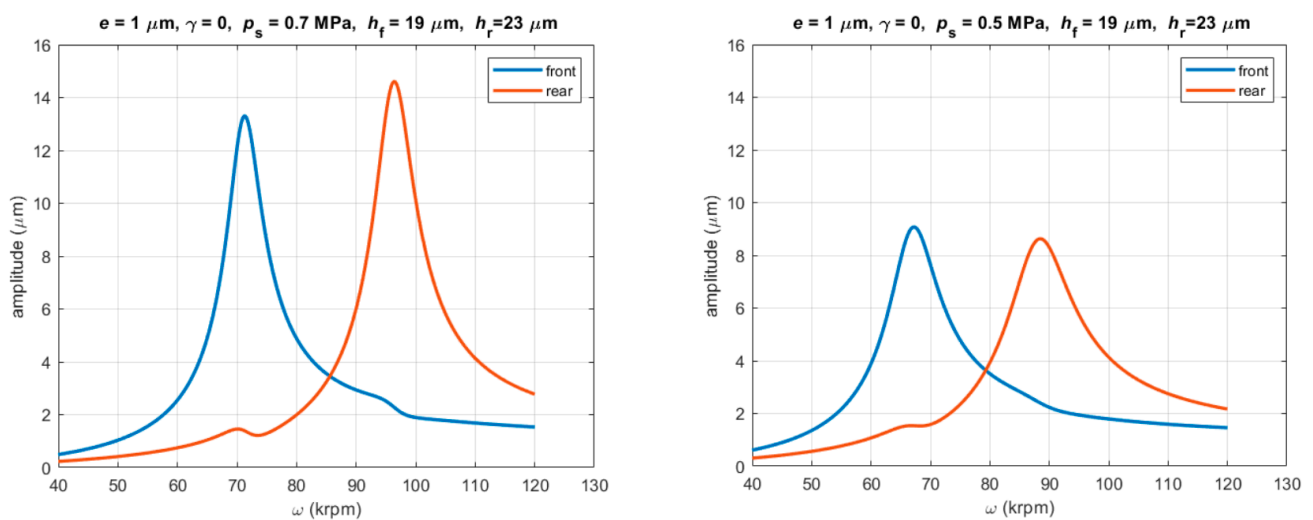 e = 1 μm, γ = 0, pₛ = 0.7 MPa, h_f = 19 μm, h_r=23 μm
16
14
12
10
8
6
4
2
0
amplitude (μm)
40 50 60 70 80 90 100 110 120 130
ω (krpm)
front
rear
e = 1 μm, γ = 0, pₛ = 0.5 MPa, h_f = 19 μm, h_r=23 μm
16
14
12
10
8
6
4
2
0
amplitude (μm)
40 50 60 70 80 90 100 110 120 130
ω (krpm)
front
rear